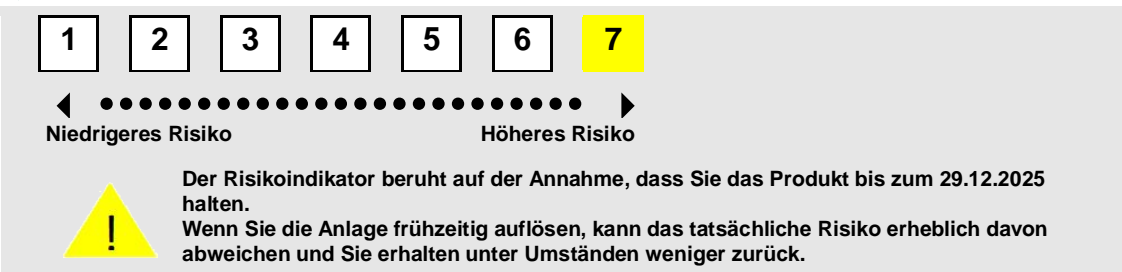 1 2 3 4 5 6 7
Niedrigeres Risiko Höheres Risiko
Der Risikoindikator beruht auf der Annahme, dass Sie das Produkt bis zum 29.12.2025
halten.
Wenn Sie die Anlage frühzeitig auflösen, kann das tatsächliche Risiko erheblich davon
abweichen und Sie erhalten unter Umständen weniger zurück.
!